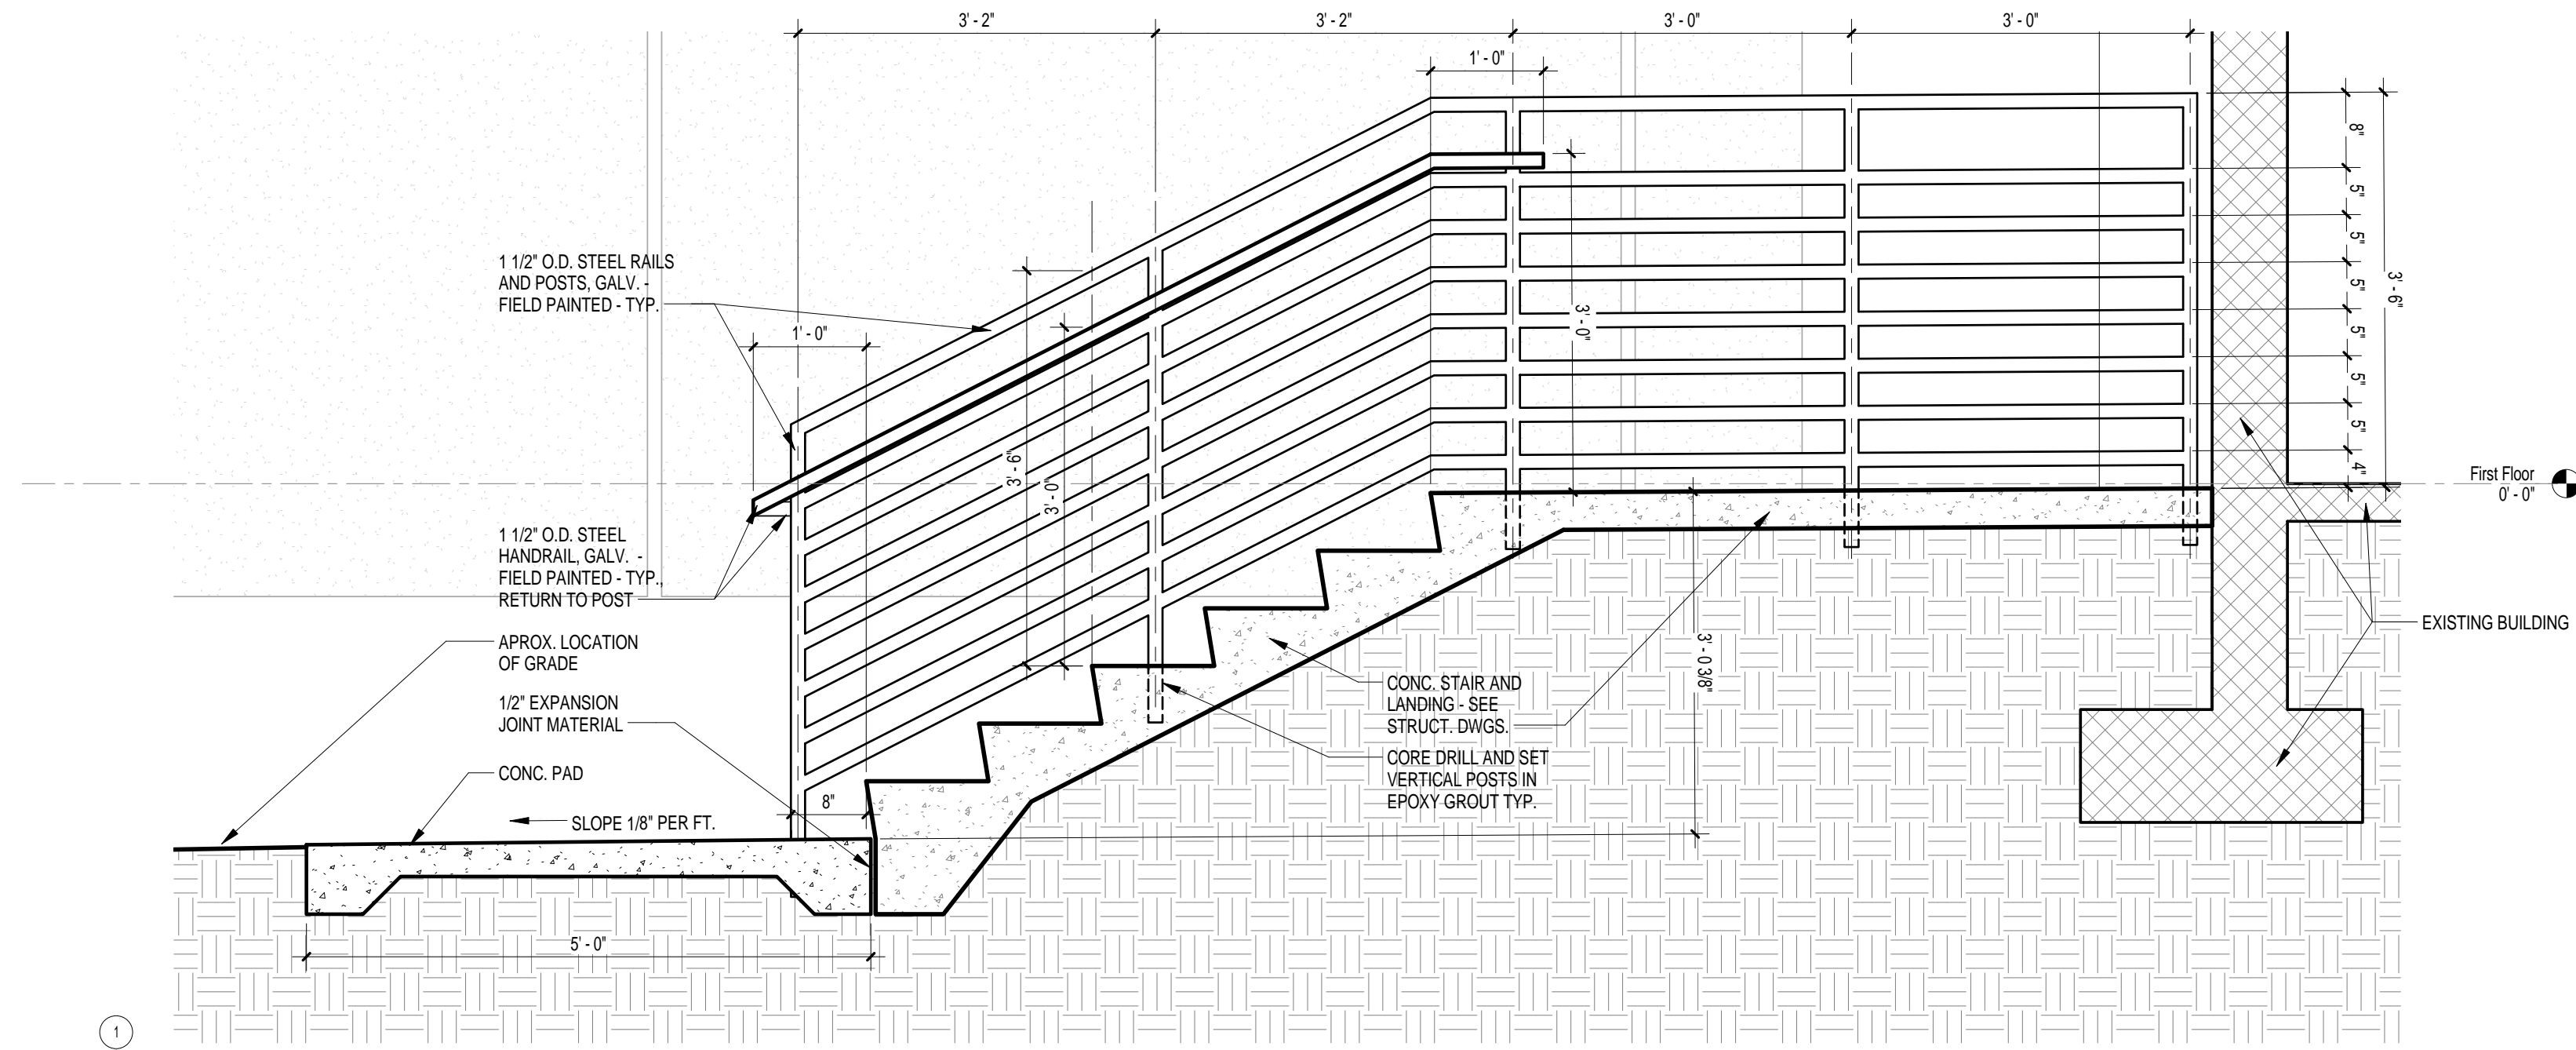 3' - 2"
3' - 2"
3' - 0"
3' - 0"
1' - 0"
8"
5"
5"
5"
5"
5"
5"
4"
3' - 6"
First Floor
0' - 0"
1 1/2" O.D. STEEL RAILS
AND POSTS, GALV. -
FIELD PAINTED - TYP.
1' - 0"
3' - 0"
3' - 6"
3' - 0"
1 1/2" O.D. STEEL
HANDRAIL, GALV. -
FIELD PAINTED - TYP.,
RETURN TO POST
APROX. LOCATION
OF GRADE
1/2" EXPANSION
JOINT MATERIAL
CONC. PAD
SLOPE 1/8" PER FT.
8"
5' - 0"
CONC. STAIR AND
LANDING - SEE
STRUCT. DWGS.
CORE DRILL AND SET
VERTICAL POSTS IN
EPOXY GROUT TYP.
3' - 0 3/8"
EXISTING BUILDING
1